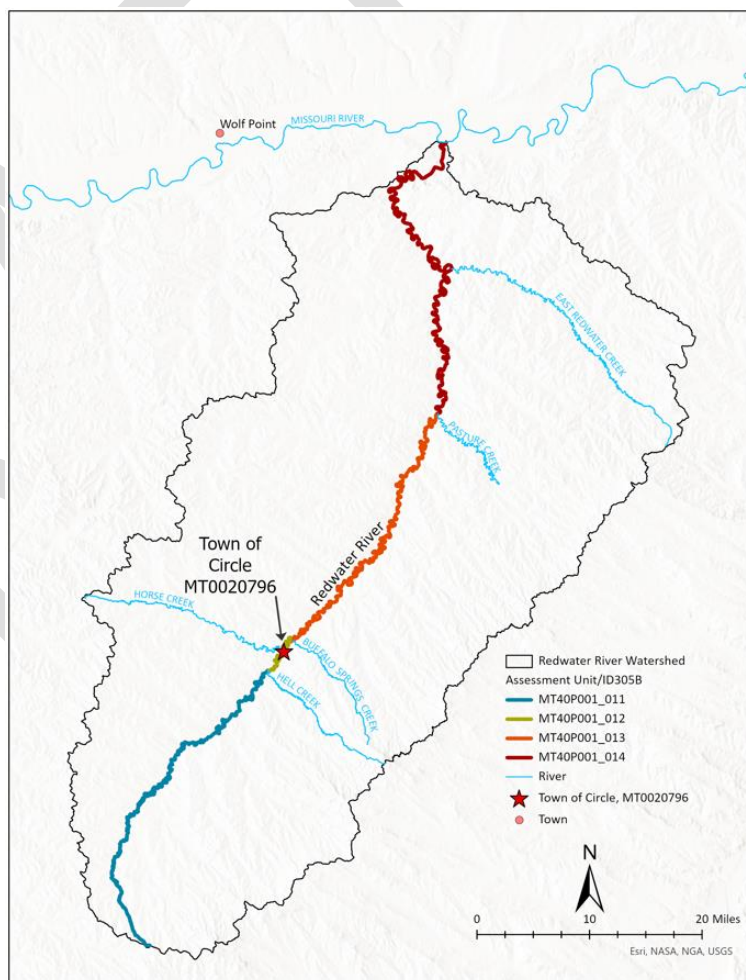 Wolf Point
MISSOURI RIVER
EAST REDWATER CREEK
PASTURE CREEK
Redwater River
Town of
Circle
MT0020796
HORSE CREEK
BUFFALO SPRINGS CREEK
HELL CREEK
Redwater River Watershed
Assessment Unit/ID305B
MT40P001_011
MT40P001_012
MT40P001_013
MT40P001_014
River
Town of Circle, MT0020796
Town
N
0 10 20 Miles
Esri, NASA, NGA, USGS